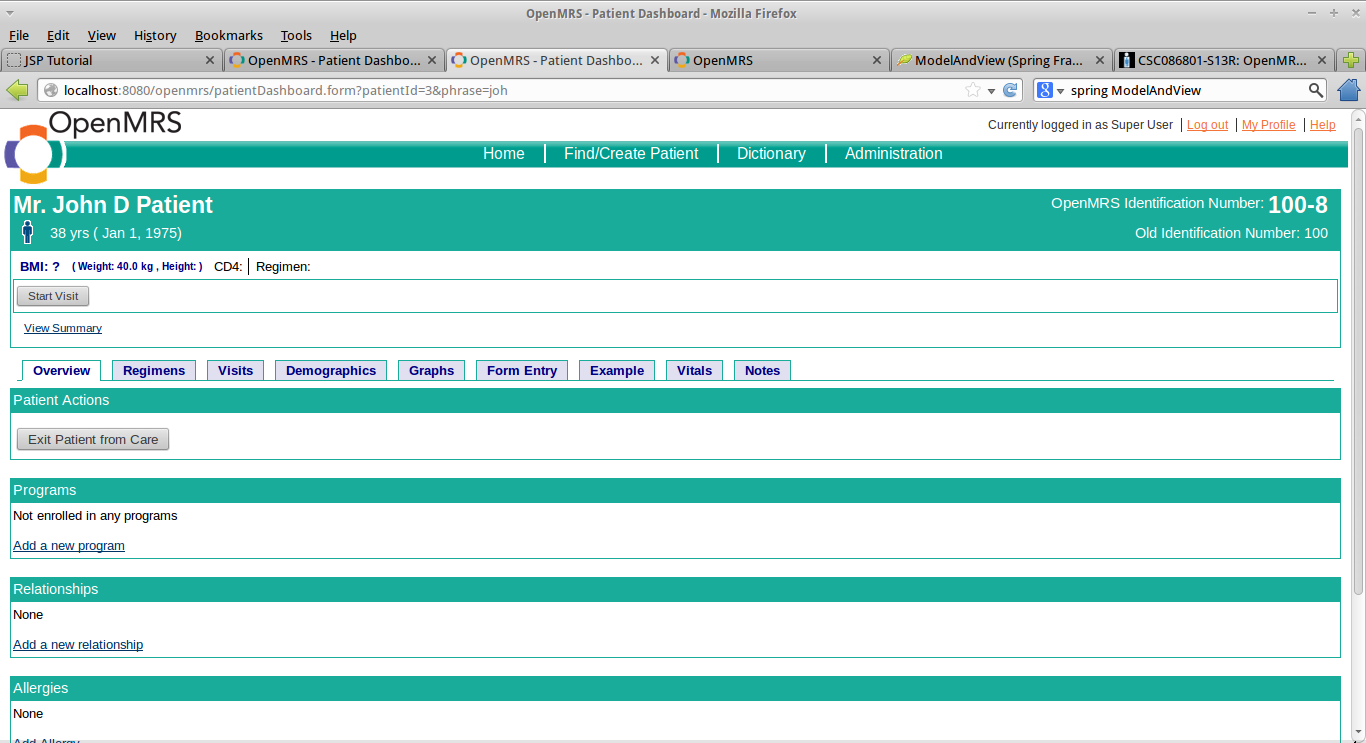 OpenMRS - Patient Dashboard - Mozilla Firefox
File Edit View History Bookmarks Tools Help
JSP Tutorial OpenMRS - Patient Dashbo... OpenMRS - Patient Dashbo... OpenMRS ModelAndView (Spring Fra... CSC086801-S13R: OpenMR...
localhost:8080/openmrs/patientDashboard.form?patientId=3&phrase=joh spring ModelAndView
OpenMRS
Currently logged in as Super User Log out My Profile Help
Home Find/Create Patient Dictionary Administration
Mr. John D Patient OpenMRS Identification Number: 100-8
38 yrs ( Jan 1, 1975) Old Identification Number: 100
BMI: ? ( Weight: 40.0 kg , Height: ) CD4: Regimen:
Start Visit
View Summary
Overview Regimens Visits Demographics Graphs Form Entry Example Vitals Notes
Patient Actions
Exit Patient from Care
Programs
Not enrolled in any programs
Add a new program
Relationships
None
Add a new relationship
Allergies
None
Add Allergy